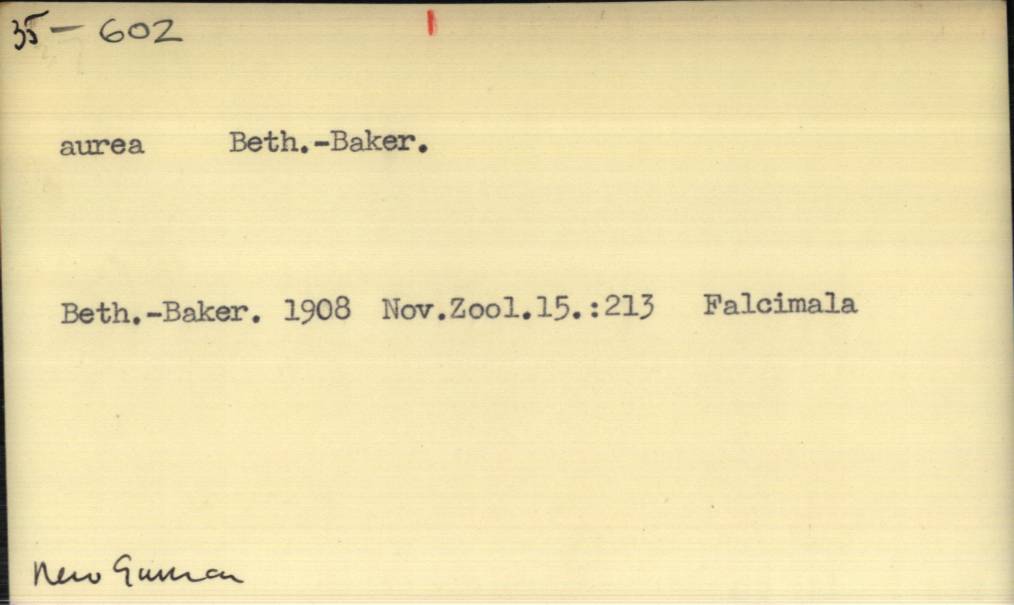 35 - 602
aurea Beth.-Baker.
Beth.-Baker. 1908 Nov.Zool.15.:213 Falcimala
New Guinea